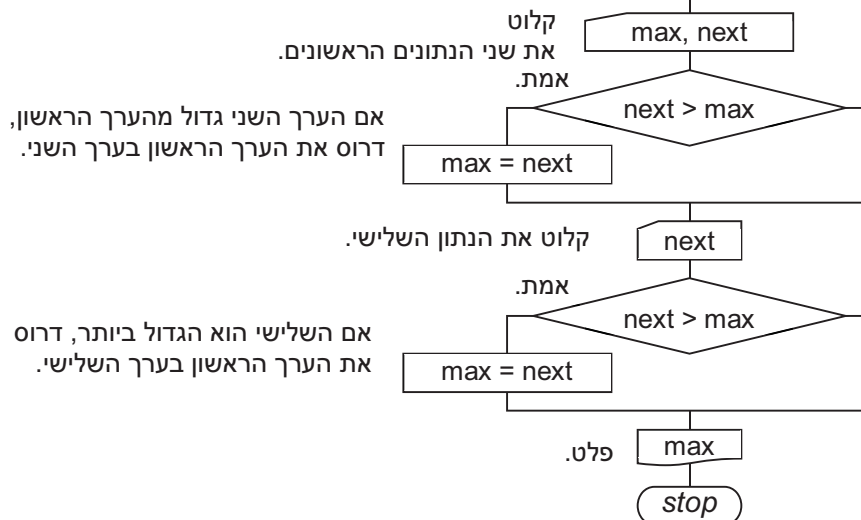 קלוט
את שני הנתונים הראשונים.
max, next
אמת.
next > max
אם הערך השני גדול מהערך הראשון,
דרוס את הערך הראשון בערך השני.
max = next
קלוט את הנתון השלישי.
next
אמת.
next > max
אם השלישי הוא הגדול ביותר, דרוס
את הערך הראשון בערך השלישי.
max = next
פלט.
max
stop